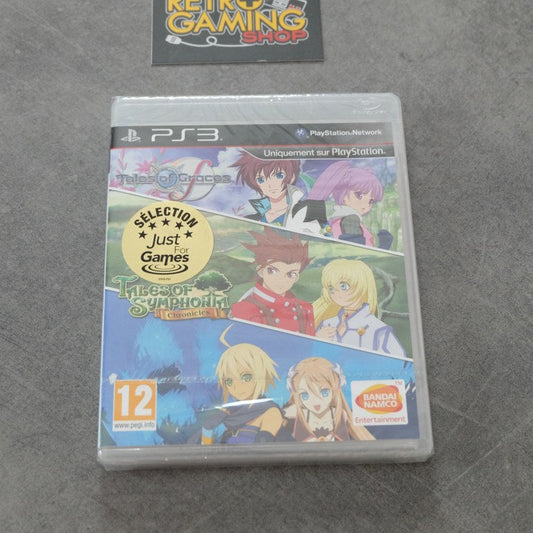 RETRO
GAMING
SHOP
PS3
PlayStation Network
Uniquement sur PlayStation.
Tales of Graces f
SÉLECTION
Just
For
Games
TALES OF
SYMPHONIA
Chronicles
12
www.pegi.info
BANDAI
NAMCO
Entertainment